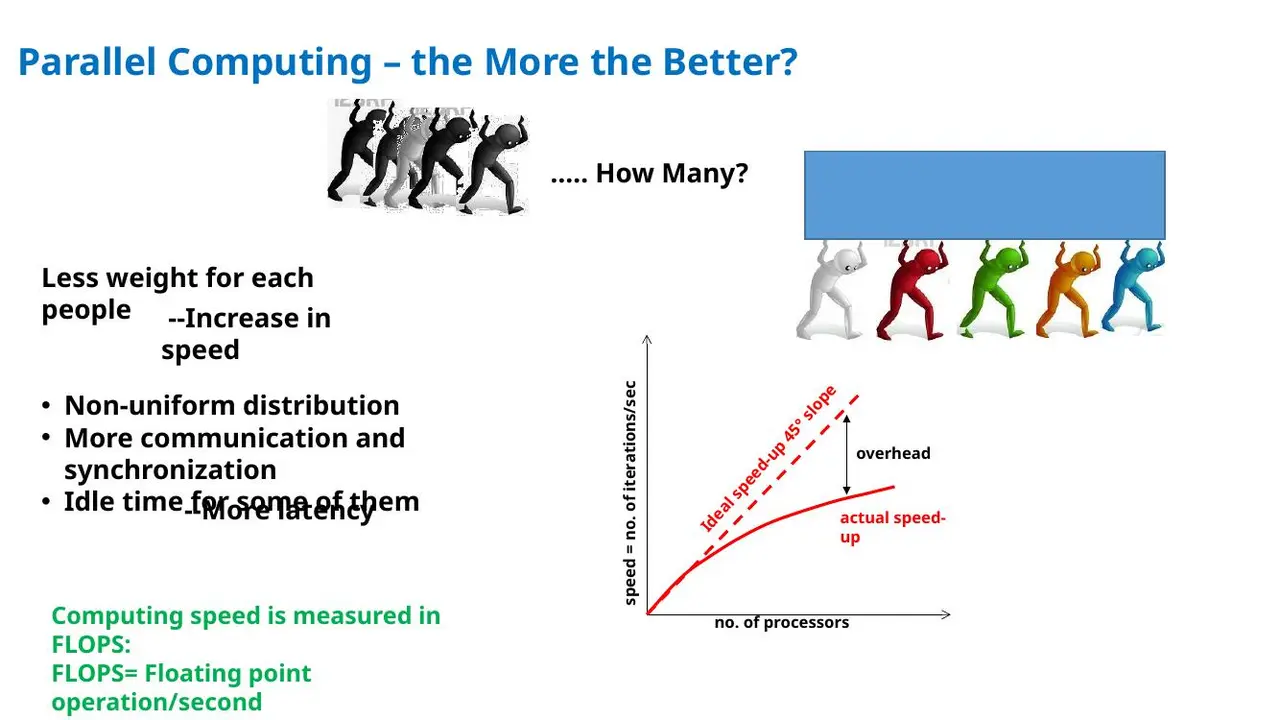 Parallel Computing – the More the Better?
..... How Many?
Less weight for each
people
--Increase in
speed
• Non-uniform distribution
• More communication and
synchronization
• Idle time for some of them
- More latency
Computing speed is measured in
FLOPS:
FLOPS= Floating point
operation/second
speed = no. of iterations/sec
Ideal speed-up 45° slope
overhead
actual speed-
up
no. of processors